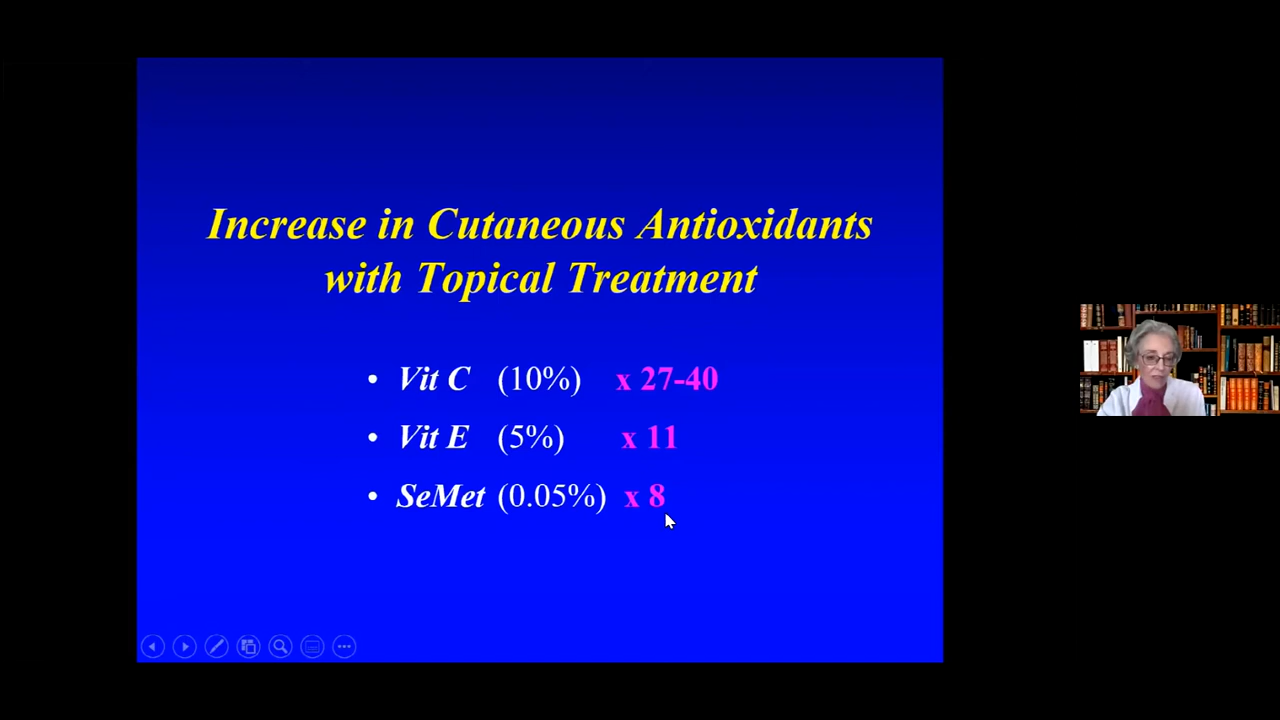 Increase in Cutaneous Antioxidants
with Topical Treatment
• Vit C (10%) x 27-40
• Vit E (5%) x 11
• SeMet (0.05%) x 8